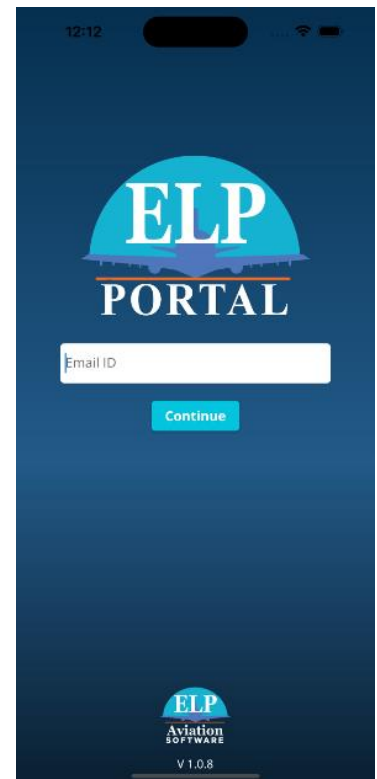 12:12
ELP
PORTAL
Email ID
Continue
ELP
Aviation
SOFTWARE
V 1.0.8